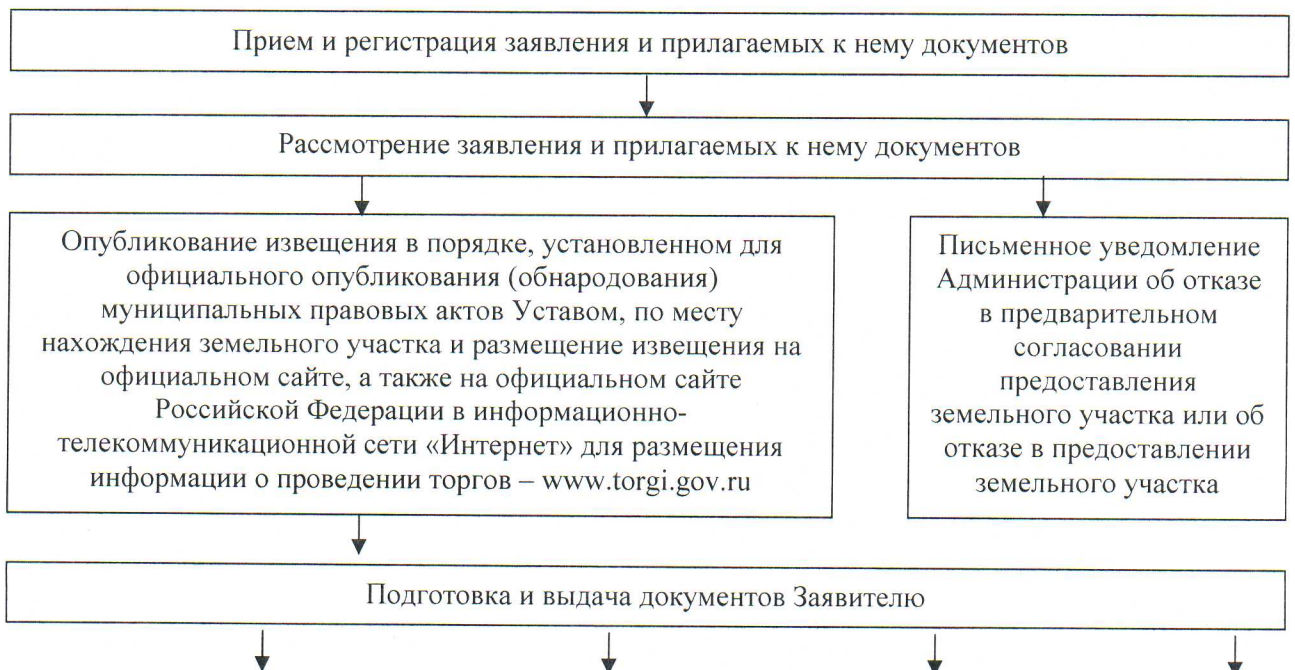 Прием и регистрация заявления и прилагаемых к нему документов
Рассмотрение заявления и прилагаемых к нему документов
Опубликование извещения в порядке, установленном для
официального опубликования (обнародования)
муниципальных правовых актов Уставом, по месту
нахождения земельного участка и размещение извещения на
официальном сайте, а также на официальном сайте
Российской Федерации в информационно-
телекоммуникационной сети «Интернет» для размещения
информации о проведении торгов – www.torgi.gov.ru
Письменное уведомление
Администрации об отказе
в предварительном
согласовании
предоставления
земельного участка или об
отказе в предоставлении
земельного участка
Подготовка и выдача документов Заявителю